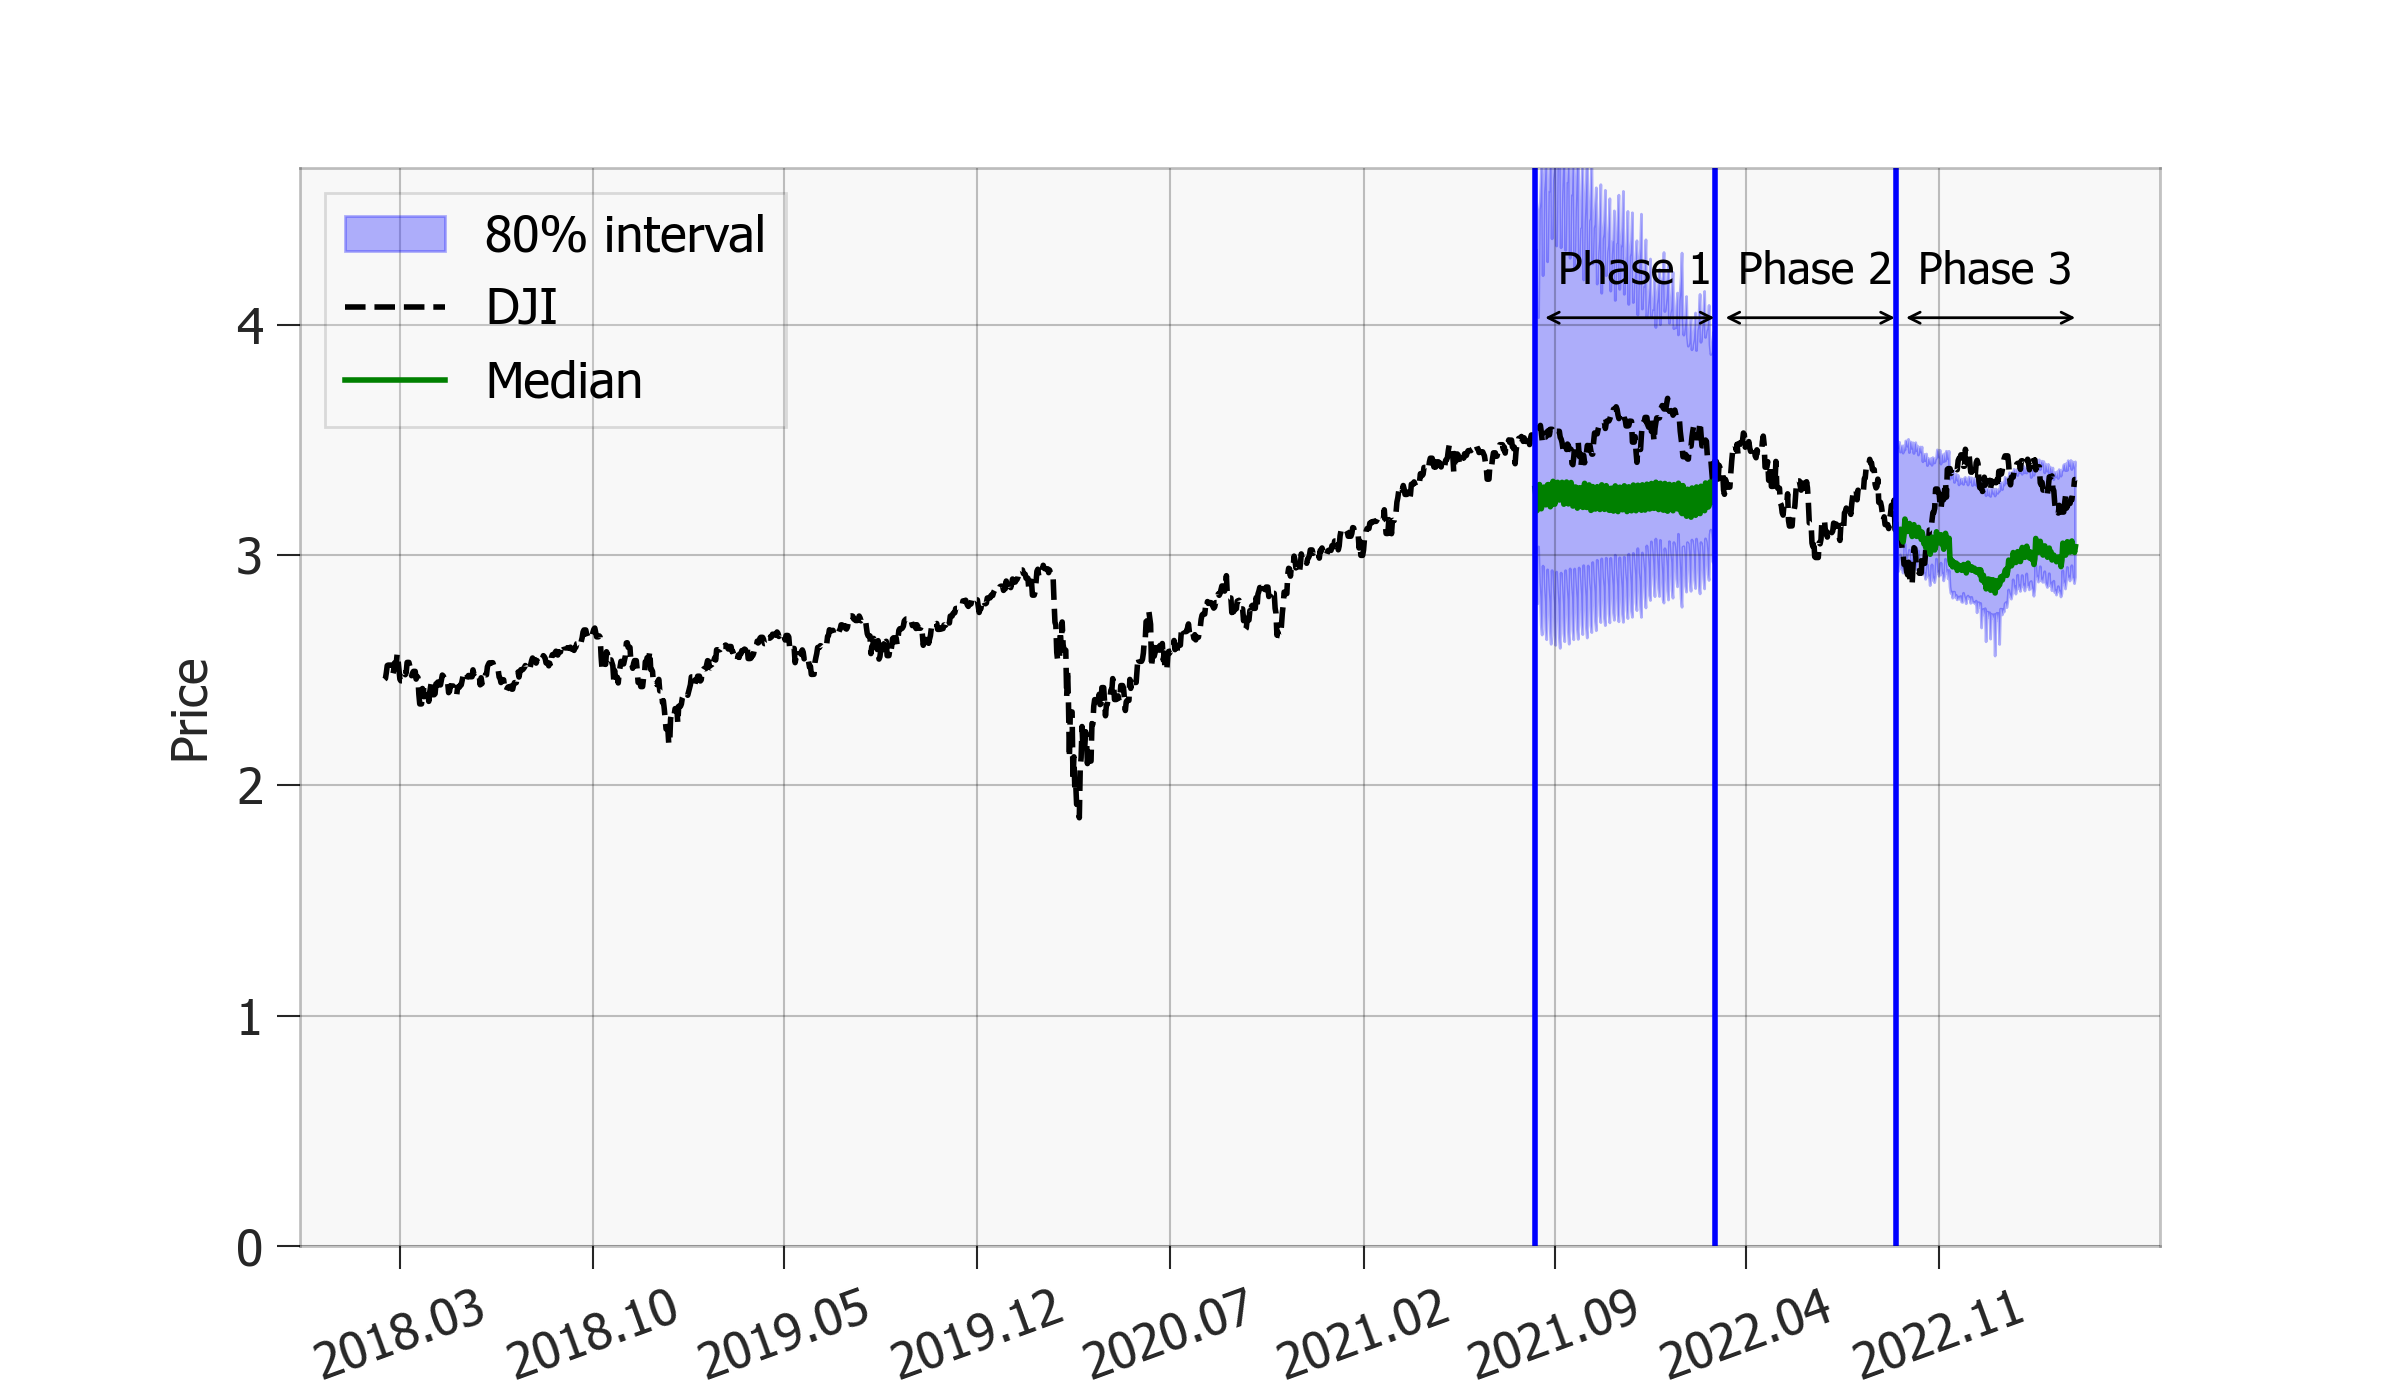 80% interval
DJI
Median
Phase 1
Phase 2
Phase 3
Price
4
3
2
1
0
2018.03
2018.10
2019.05
2019.12
2020.07
2021.02
2021.09
2022.04
2022.11